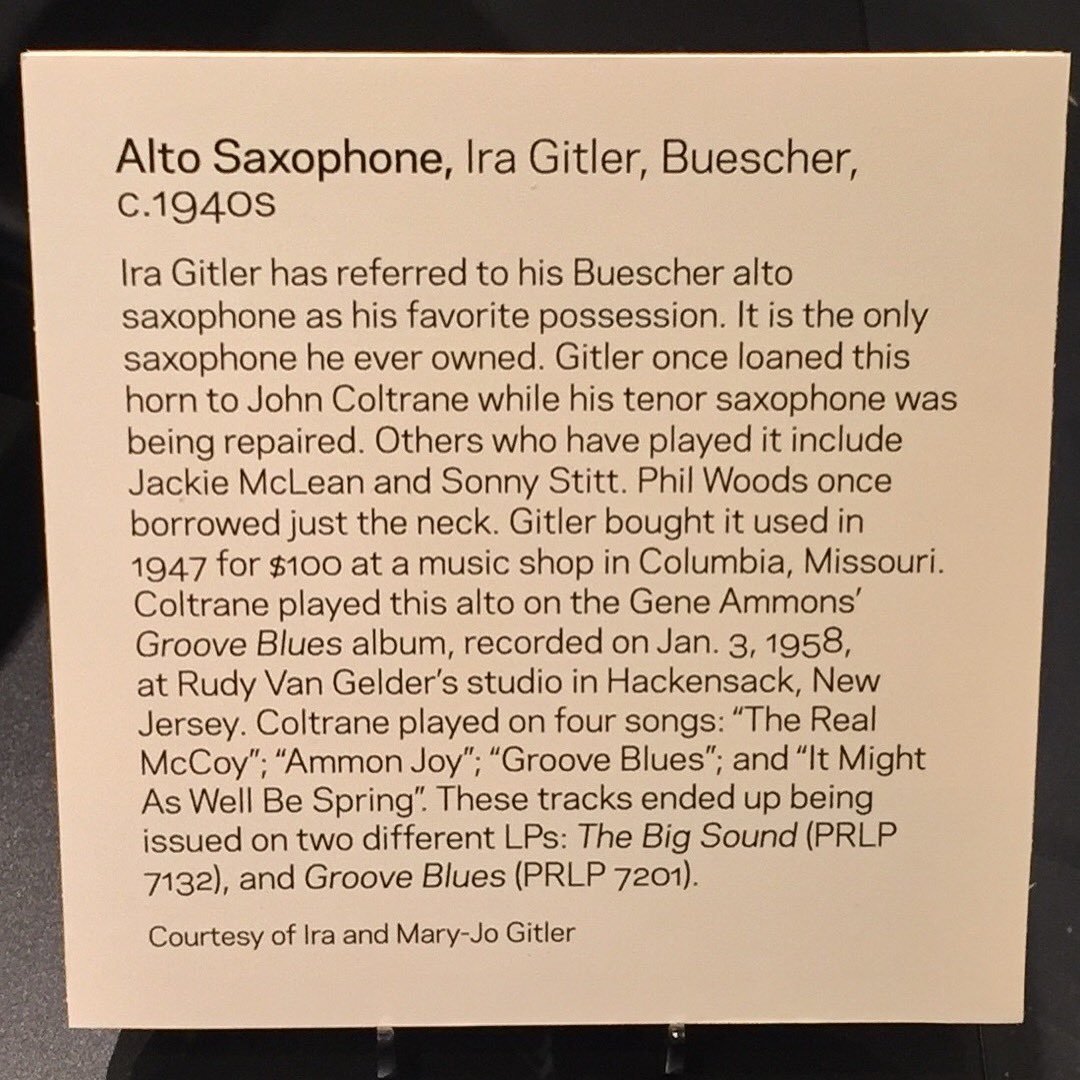 Alto Saxophone, Ira Gitler, Buescher,
c.1940s
Ira Gitler has referred to his Buescher alto
saxophone as his favorite possession. It is the only
saxophone he ever owned. Gitler once loaned this
horn to John Coltrane while his tenor saxophone was
being repaired. Others who have played it include
Jackie McLean and Sonny Stitt. Phil Woods once
borrowed just the neck. Gitler bought it used in
1947 for $100 at a music shop in Columbia, Missouri.
Coltrane played this alto on the Gene Ammons’
Groove Blues album, recorded on Jan. 3, 1958,
at Rudy Van Gelder’s studio in Hackensack, New
Jersey. Coltrane played on four songs: “The Real
McCoy”; “Ammon Joy”; “Groove Blues”; and “It Might
As Well Be Spring”. These tracks ended up being
issued on two different LPs: The Big Sound (PRLP
7132), and Groove Blues (PRLP 7201).
Courtesy of Ira and Mary-Jo Gitler